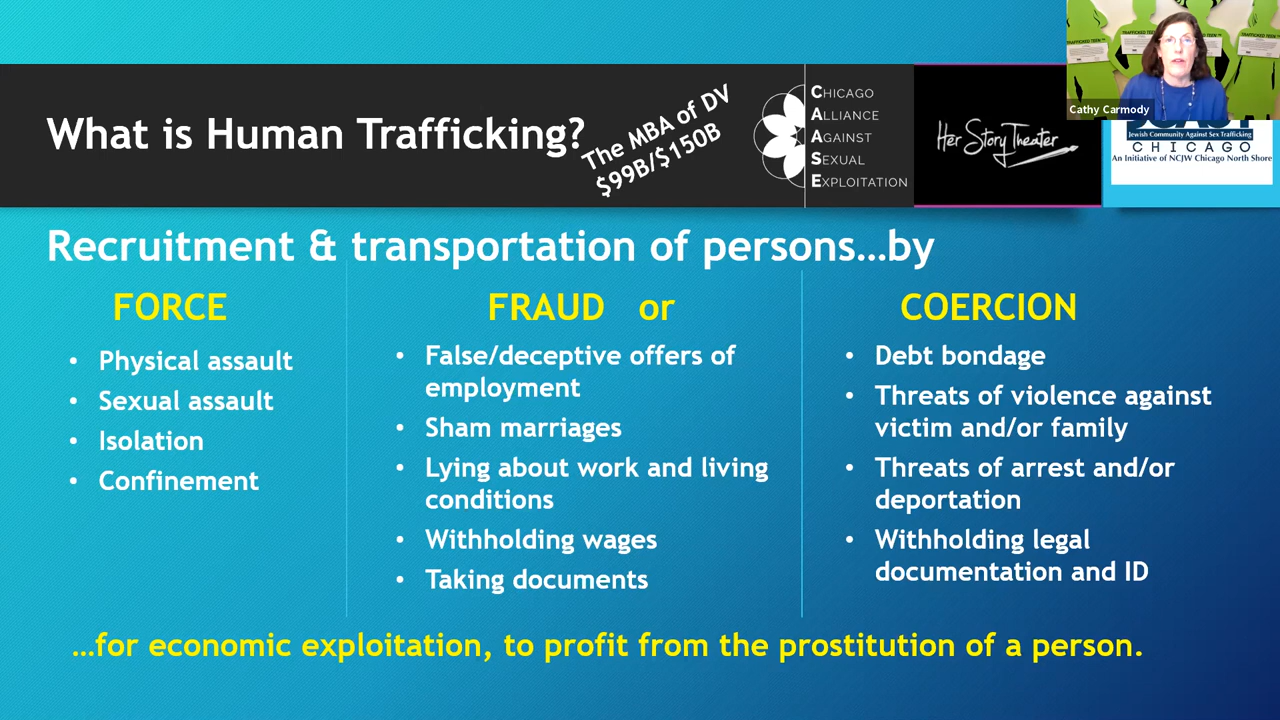 What is Human Trafficking?
The MBA of DV
$99B/$150B
CHICAGO
ALLIANCE
AGAINST
SEXUAL
EXPLOITATION
Her Story Theater
TRAFFICKED TEEN
TRAFFICKED TEEN
Cathy Carmody
Jewish Community Against Sex Trafficking
CHICAGO
An Initiative of NCJW Chicago North Shore
Recruitment & transportation of persons...by
FORCE
• Physical assault
• Sexual assault
• Isolation
• Confinement
FRAUD or
• False/deceptive offers of
employment
• Sham marriages
• Lying about work and living
conditions
• Withholding wages
• Taking documents
COERCION
• Debt bondage
• Threats of violence against
victim and/or family
• Threats of arrest and/or
deportation
• Withholding legal
documentation and ID
...for economic exploitation, to profit from the prostitution of a person.